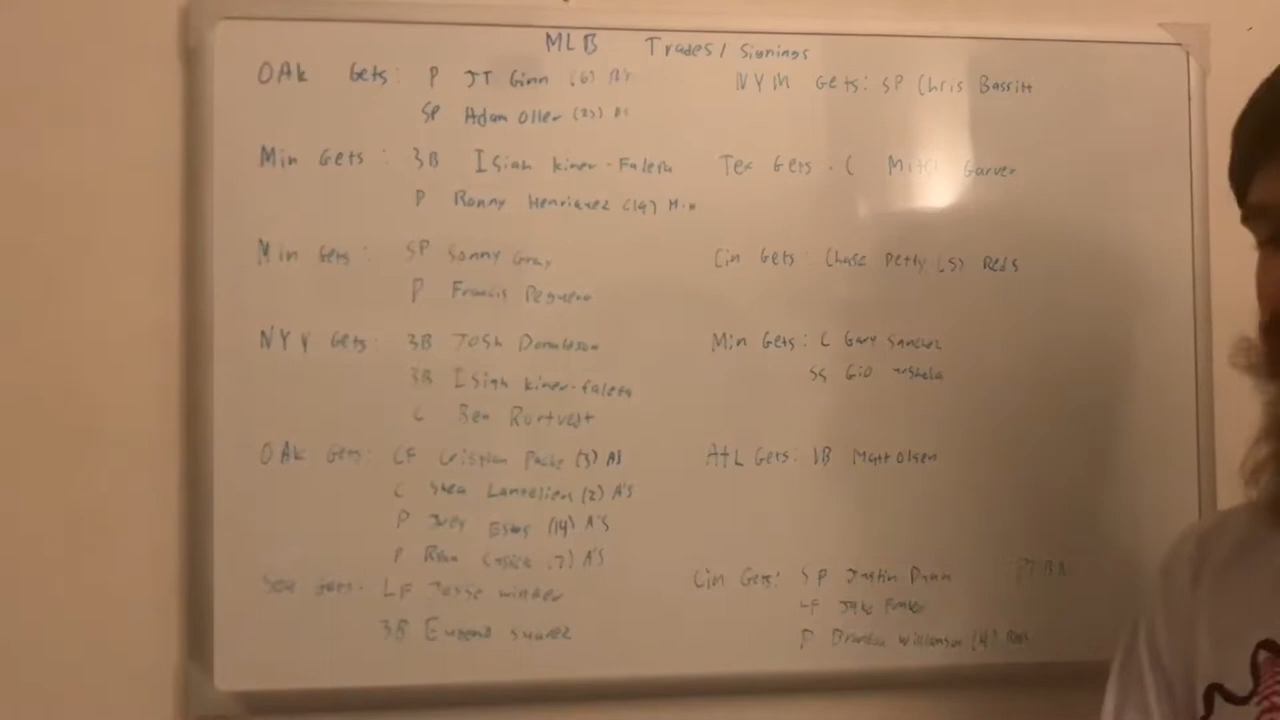 MLB Trades/Signings
OAk Gets: P JT Ginn (6) A's
NYM Gets: SP Chris Bassitt
SP Adam Oller (23) A's
Min Gets: 3B ISiah kiner-Falefa
Tex Gets: C Mitch Garver
P Ronny Henriquez (14) Min
Min Gets: SP Sonny Gray
Cin Gets: Chase Petty (5) Reds
P Francis Peguero
NYY Gets: 3B JOSh Donaldson
Min Gets: C Gary Sanchez
3B ISiah kiner-falefa
SS GiO urshela
C Ben Rortvedt
OAk Gets: CF Cristian Pache (3) A's
AtL Gets: 1B Matt Olsen
C Shea Langeliers (2) A'S
P Joey Estes (14) A'S
P Ryan Cusick (7) A'S
Cin Gets: SP Justin Dunn
Sea Gets: LF Jesse winker
LF Jake Fraley
3B Eugeno suarez
P Brandon Williamson (4) Reds